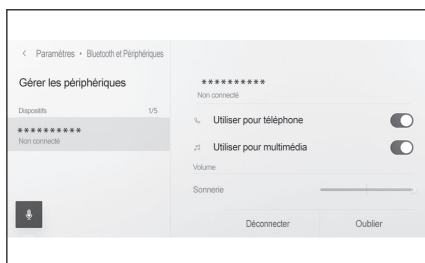 < Paramètres • Bluetooth et Périphériques
Gérer les périphériques
Dispositifs 1/5
**********
Non connecté
**********
Non connecté
Utiliser pour téléphone
Utiliser pour multimédia
Volume
Sonnerie
Déconnecter Oublier